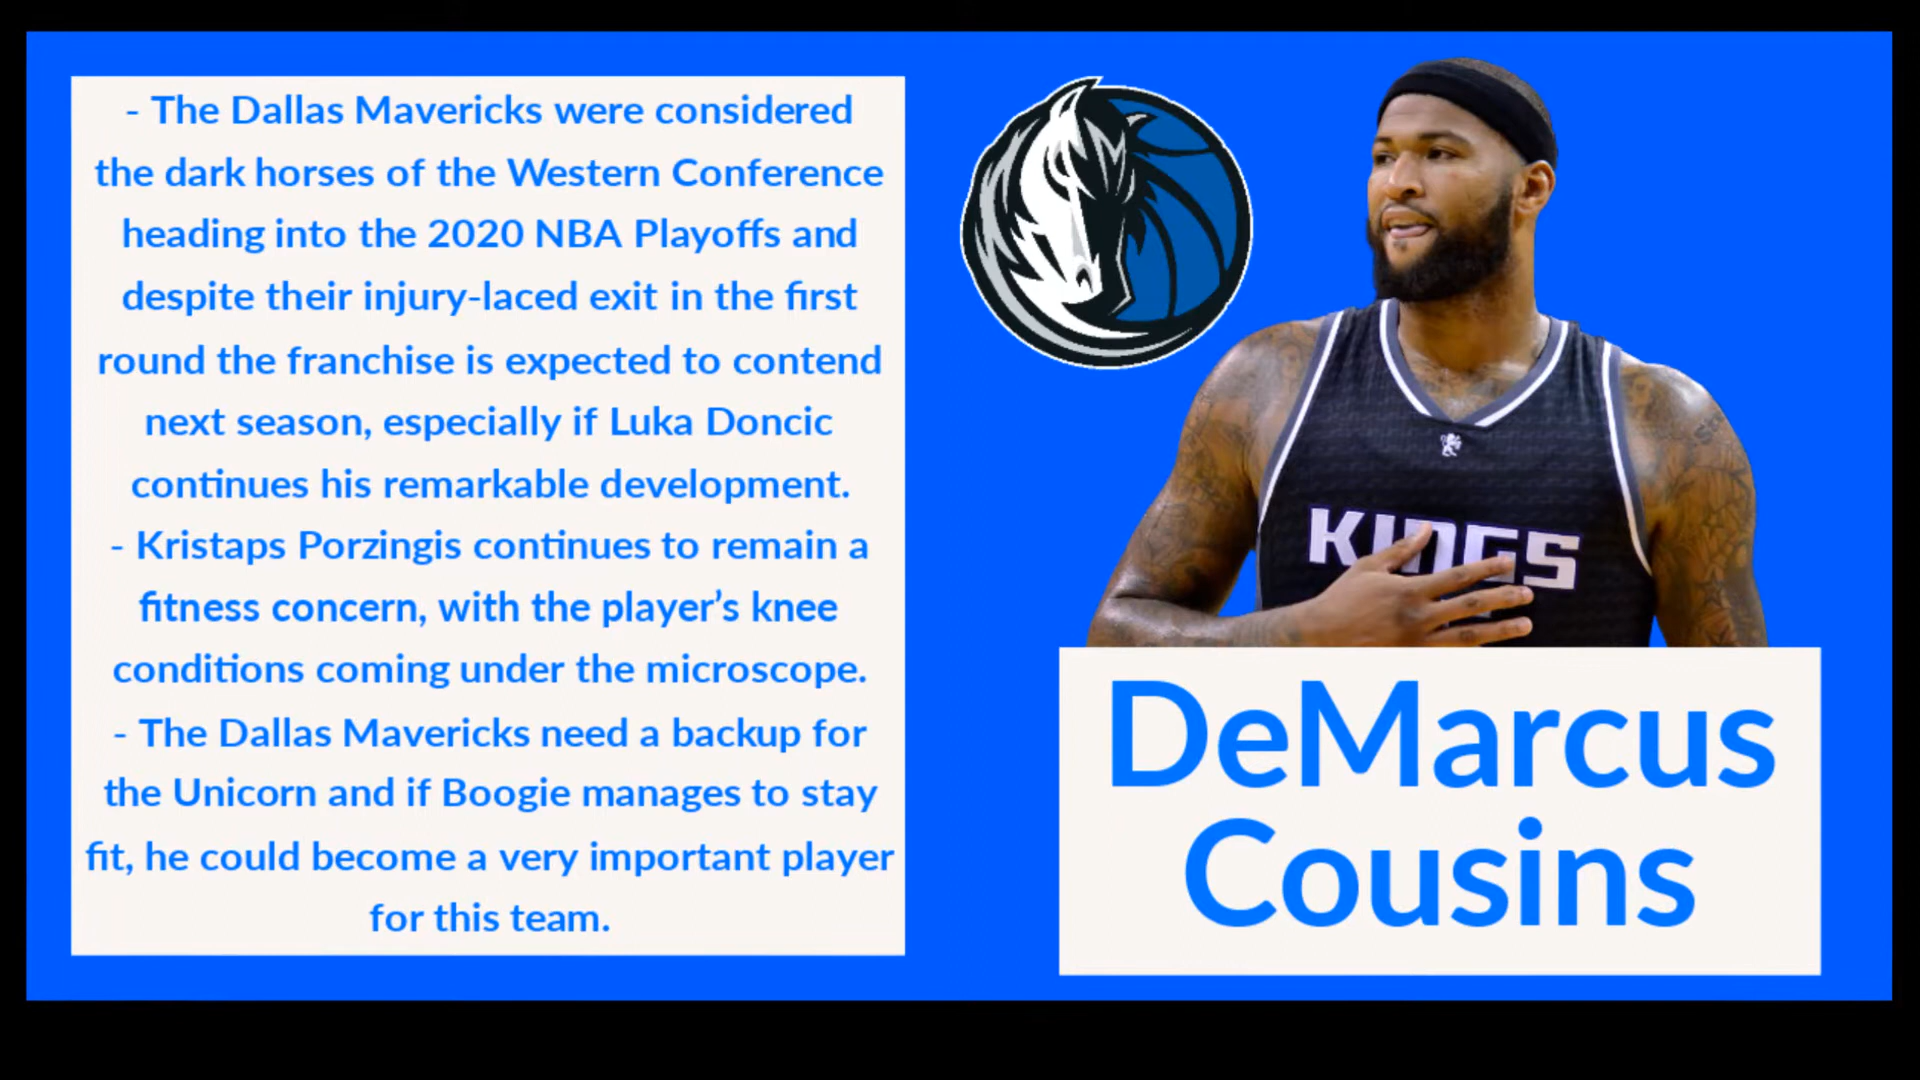 - The Dallas Mavericks were considered
the dark horses of the Western Conference
heading into the 2020 NBA Playoffs and
despite their injury-laced exit in the first
round the franchise is expected to contend
next season, especially if Luka Doncic
continues his remarkable development.
- Kristaps Porzingis continues to remain a
fitness concern, with the player’s knee
conditions coming under the microscope.
- The Dallas Mavericks need a backup for
the Unicorn and if Boogie manages to stay
fit, he could become a very important player
for this team.
KINGS
DeMarcus
Cousins